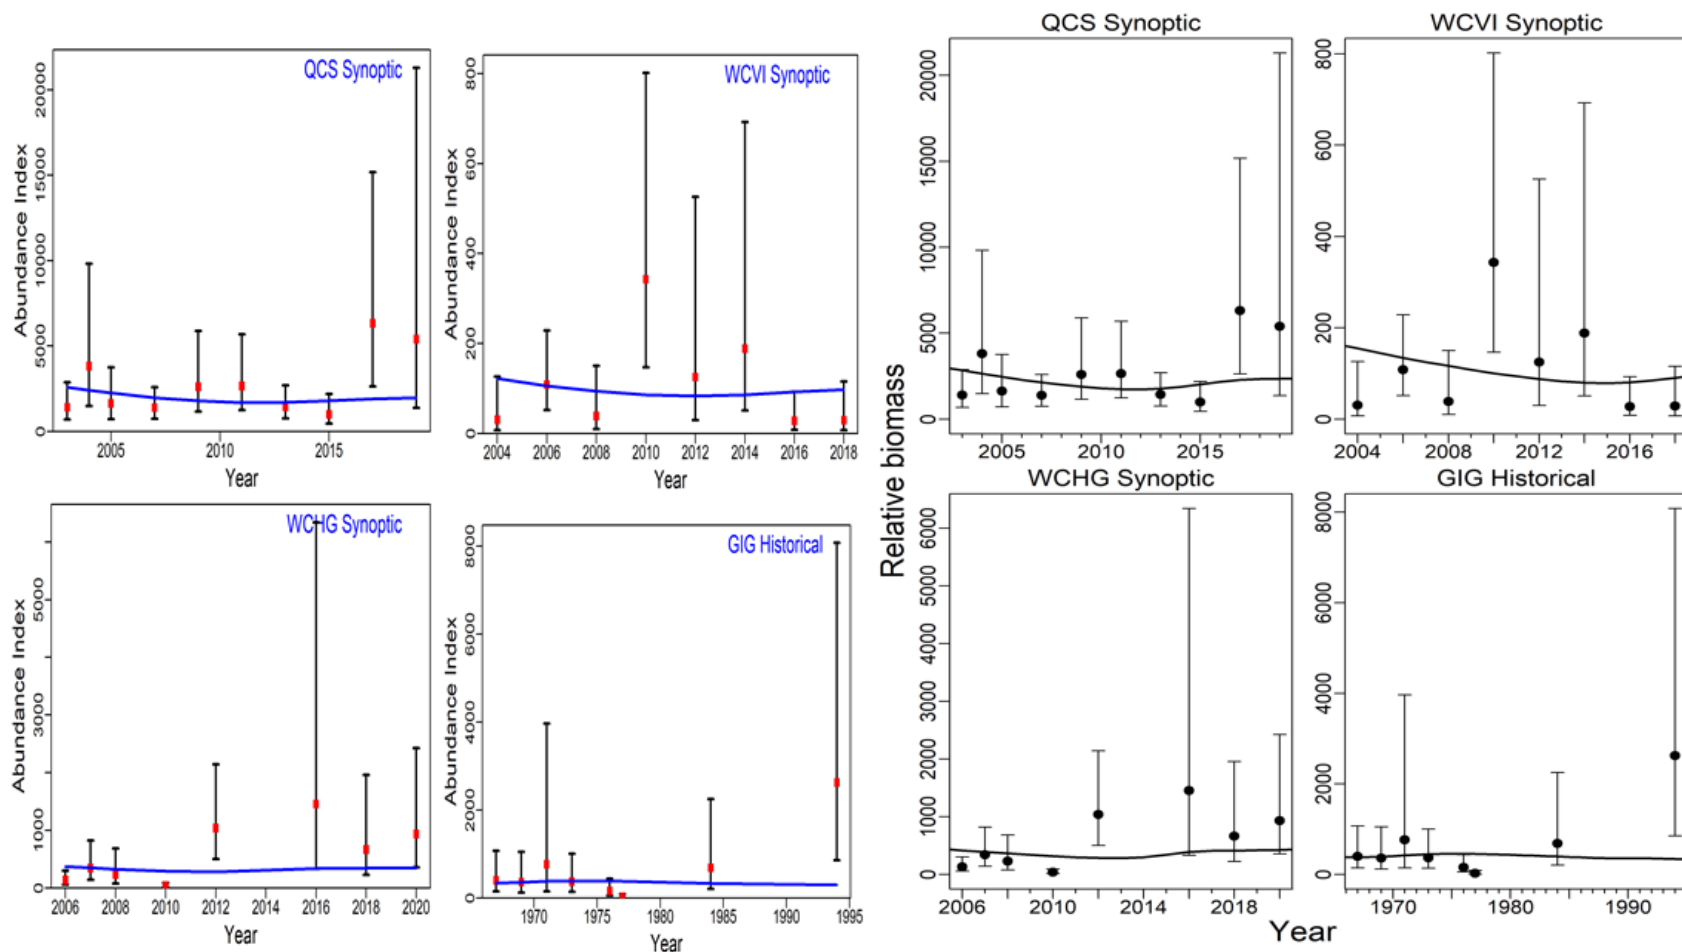 QCS Synoptic
Abundance Index
0 5000 10000 15000 20000
2005 2010 2015
Year
WCVI Synoptic
Abundance Index
0 200 400 600 800
2004 2006 2008 2010 2012 2014 2016 2018
Year
WCHG Synoptic
Abundance Index
0 1000 3000 5000
2006 2008 2010 2012 2014 2016 2018 2020
Year
GIG Historical
Abundance Index
0 2000 4000 6000 8000
1970 1975 1980 1985 1990 1995
Year
Relative biomass
QCS Synoptic
0 5000 10000 15000 20000
2005 2010 2015
WCVI Synoptic
0 200 400 600 800
2004 2008 2012 2016
WCHG Synoptic
0 1000 2000 3000 4000 5000 6000
2006 2010 2014 2018
GIG Historical
0 2000 4000 6000 8000
1970 1980 1990
Year